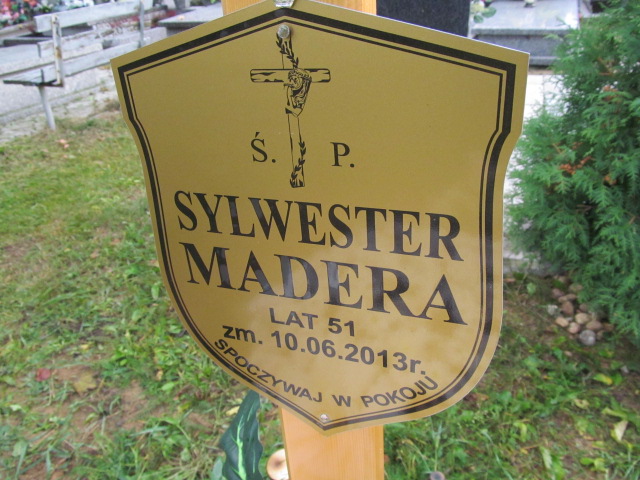 Ś. P.
SYLWESTER
MADERA
LAT 51
zm. 10.06.2013r.
SPOCZYWAJ W POKOJU